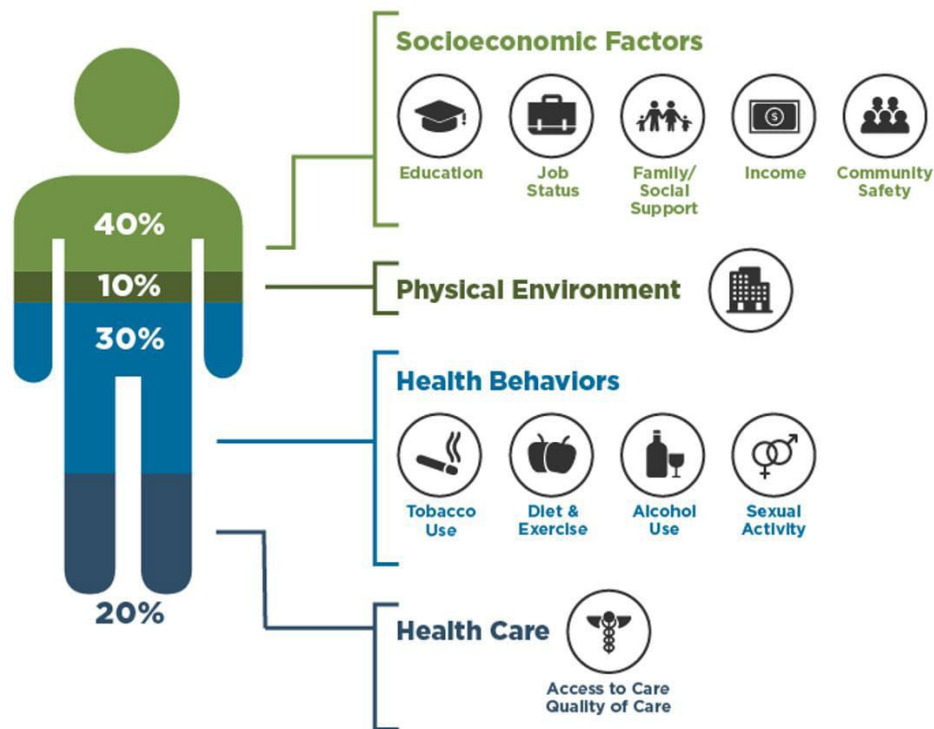 Socioeconomic Factors
Education
Job
Status
Family/
Social
Support
Income
Community
Safety
40%
10%
Physical Environment
30%
Health Behaviors
Tobacco
Use
Diet &
Exercise
Alcohol
Use
Sexual
Activity
20%
Health Care
Access to Care
Quality of Care
$